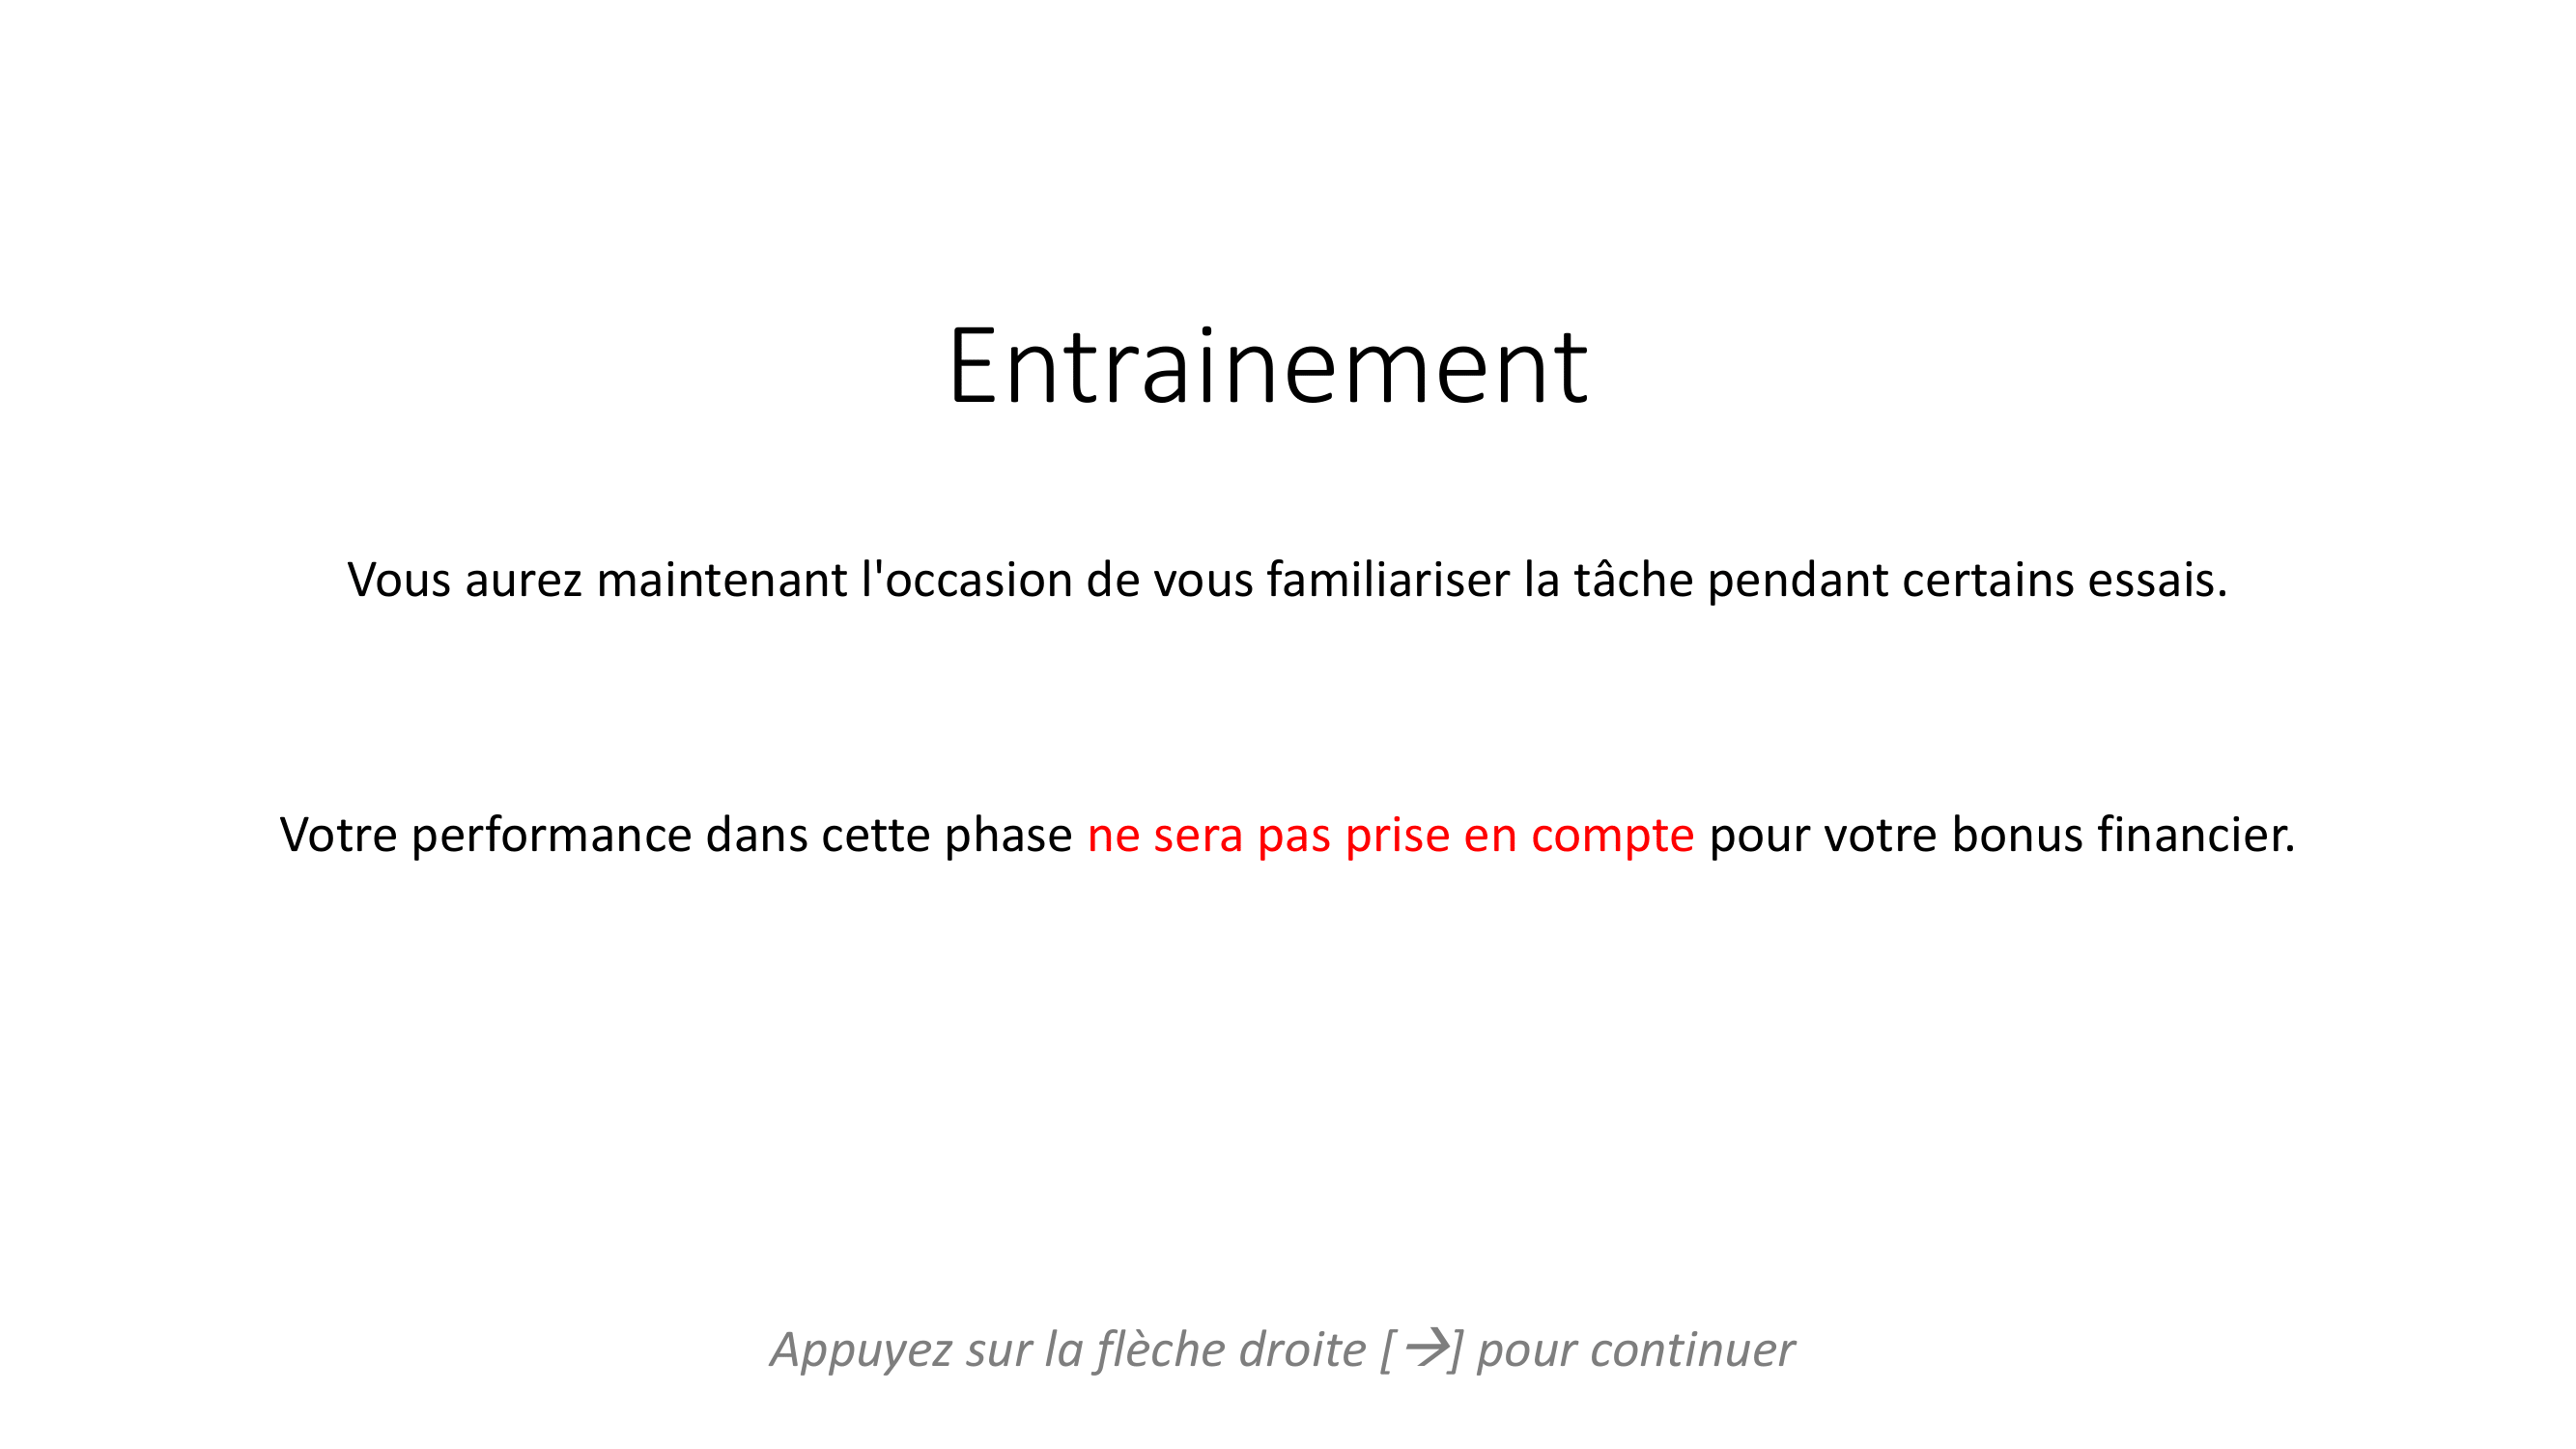 Entrainement
Vous aurez maintenant l'occasion de vous familiariser la tâche pendant certains essais.
Votre performance dans cette phase ne sera pas prise en compte pour votre bonus financier.
Appuyez sur la flèche droite [→] pour continuer